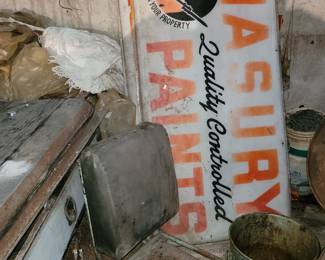 YOUR PROPERTY
ASURY
Quality Controlled
PAINTS